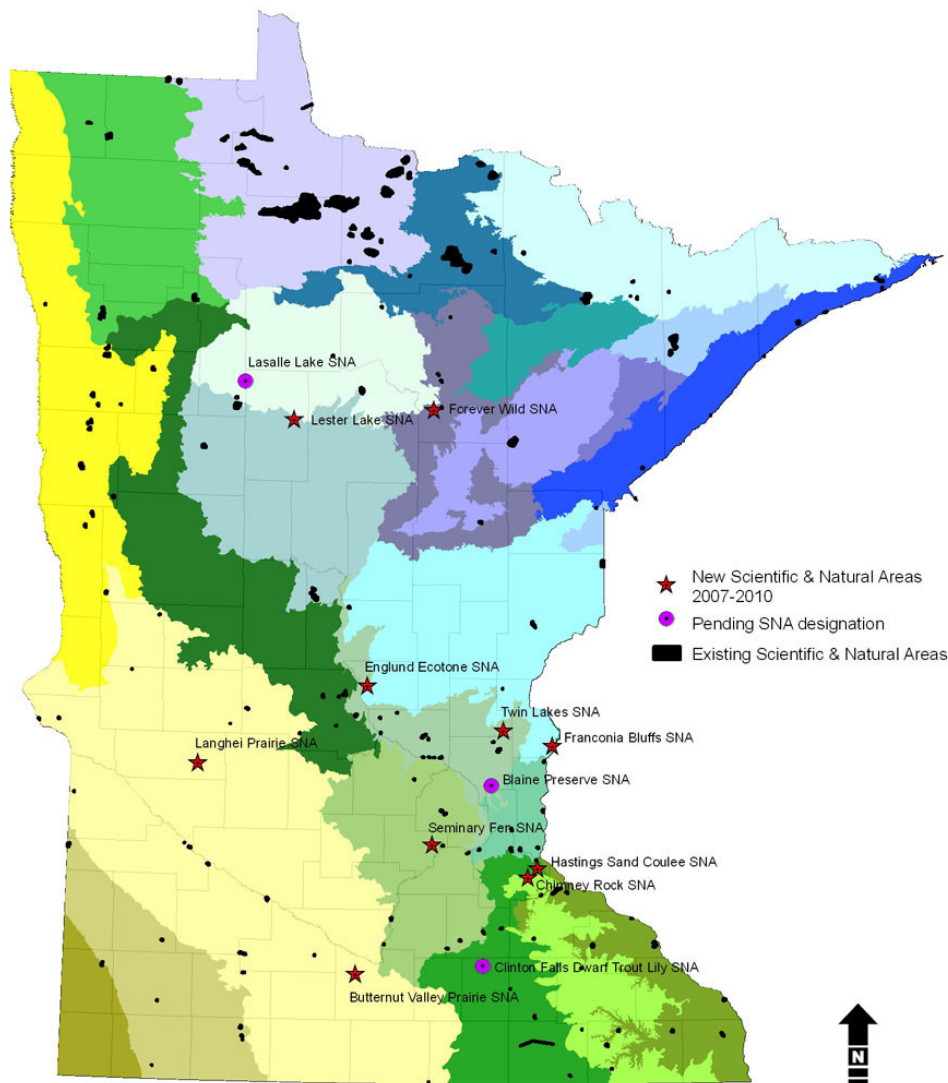 Lasalle Lake SNA
Lester Lake SNA
Forever Wild SNA
New Scientific & Natural Areas
2007-2010
Pending SNA designation
Existing Scientific & Natural Areas
Englund Ecotone SNA
Twin Lakes SNA
Franconia Bluffs SNA
Langhei Prairie SNA
Blaine Preserve SNA
Seminary Fen SNA
Hastings Sand Coulee SNA
Chimney Rock SNA
Clinton Falls Dwarf Trout Lily SNA
Butternut Valley Prairie SNA
N